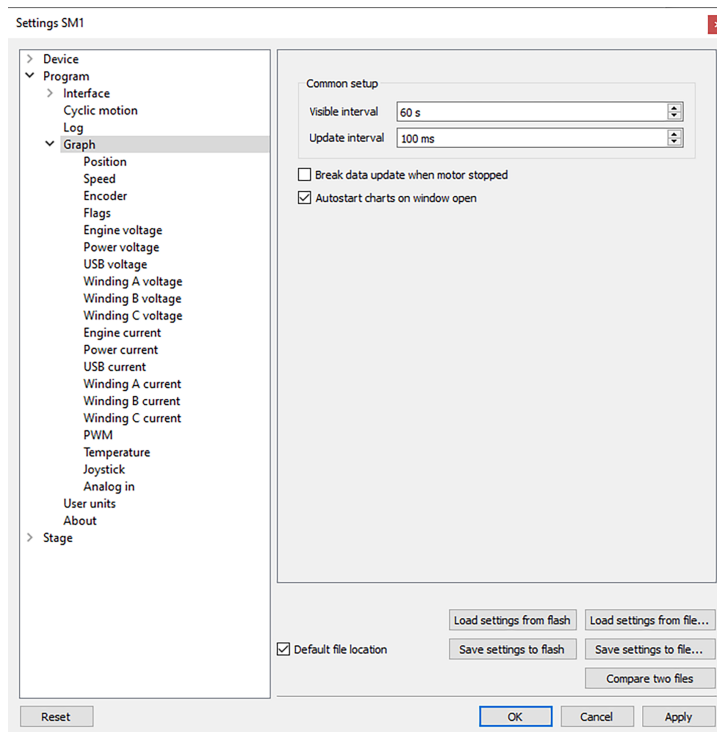 Settings SM1
Device
Program
Interface
Cyclic motion
Log
Graph
Position
Speed
Encoder
Flags
Engine voltage
Power voltage
USB voltage
Winding A voltage
Winding B voltage
Winding C voltage
Engine current
Power current
USB current
Winding A current
Winding B current
Winding C current
PWM
Temperature
Joystick
Analog in
User units
About
Stage
Common setup
Visible interval 60 s
Update interval 100 ms
Break data update when motor stopped
Autostart charts on window open
Load settings from flash Load settings from file...
Default file location Save settings to flash Save settings to file...
Compare two files
Reset OK Cancel Apply